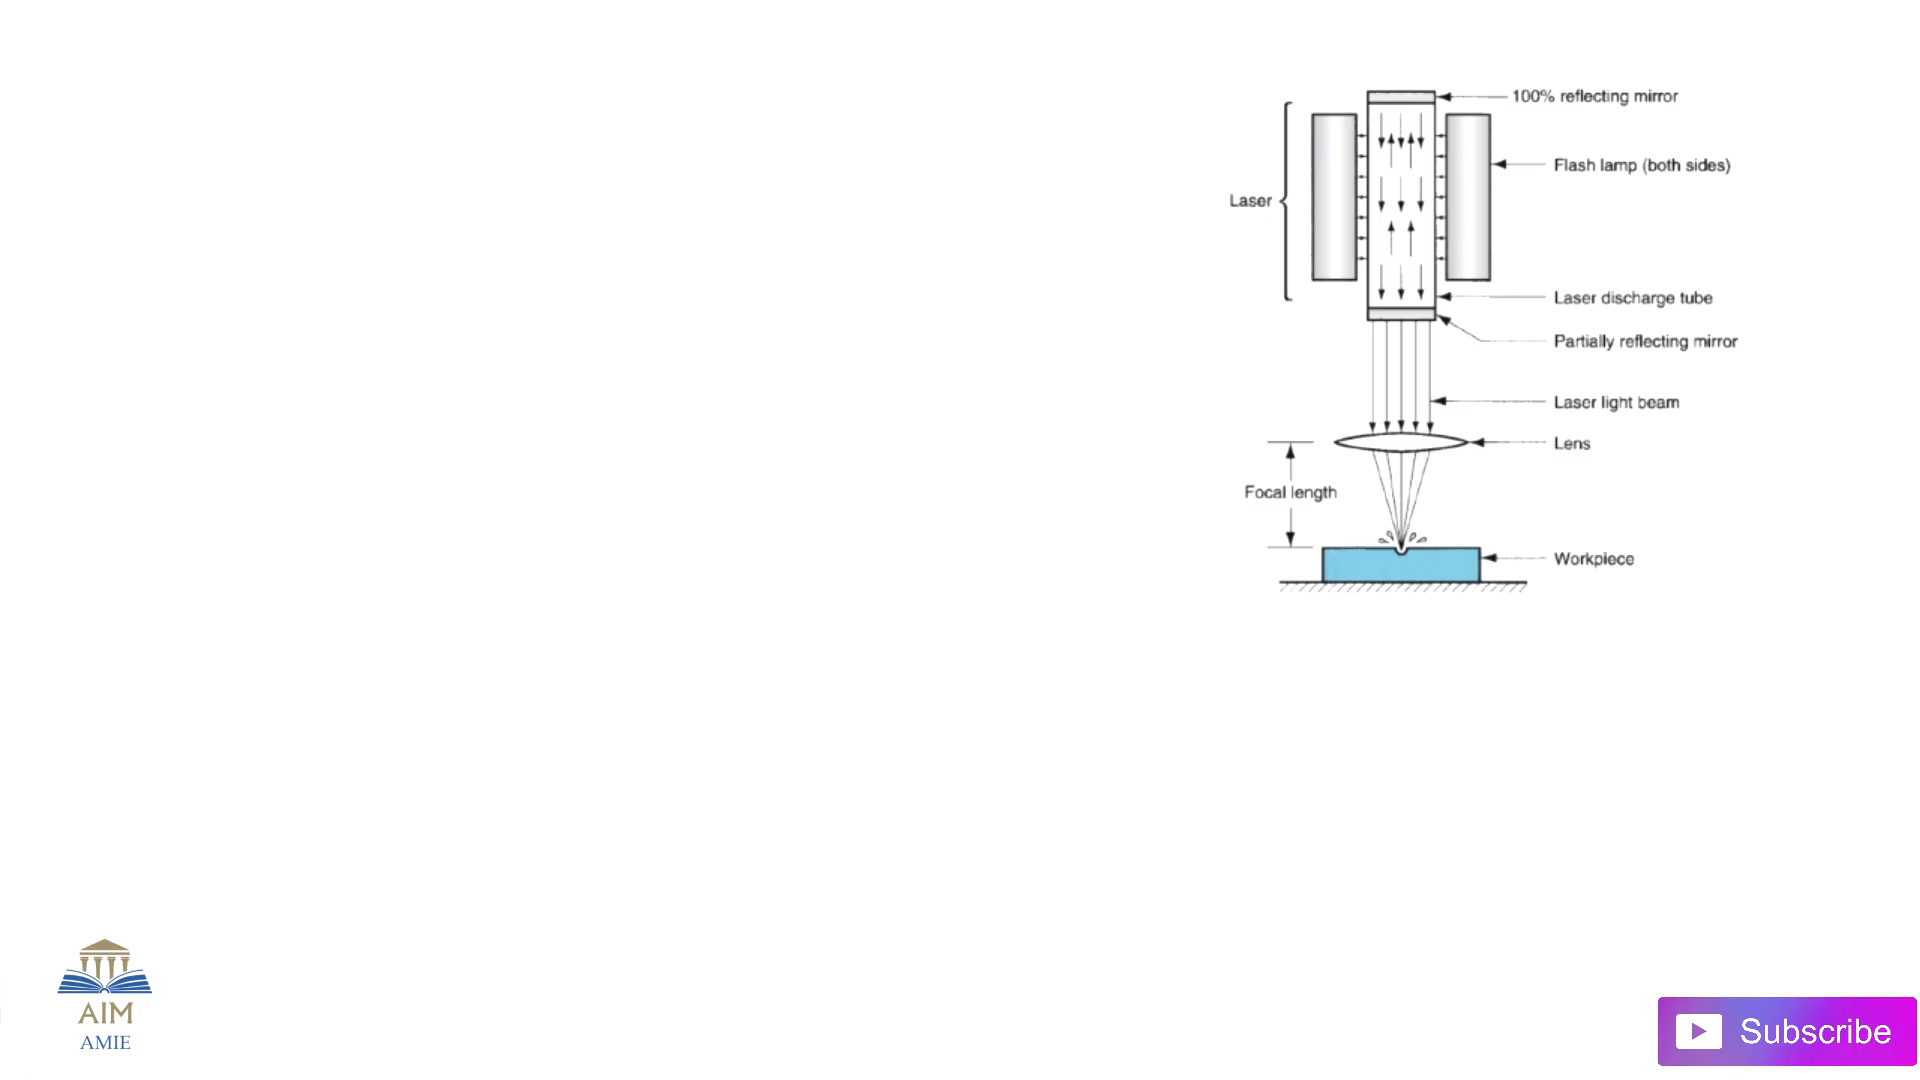 100% reflecting mirror
Flash lamp (both sides)
Laser
Laser discharge tube
Partially reflecting mirror
Laser light beam
Lens
Focal length
Workpiece
AIM
AMIE
Subscribe